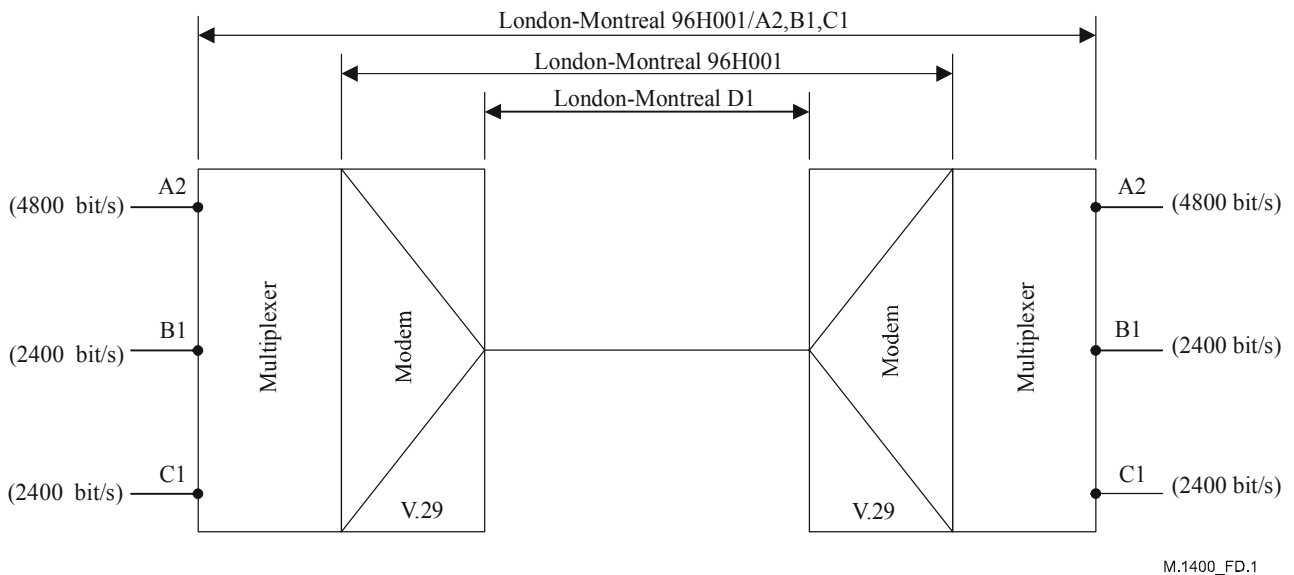 London-Montreal 96H001/A2,B1,C1
London-Montreal 96H001
London-Montreal D1
A2
(4800 bit/s)
B1
(2400 bit/s)
C1
(2400 bit/s)
Multiplexer
Modem
V.29
Modem
V.29
Multiplexer
A2
(4800 bit/s)
B1
(2400 bit/s)
C1
(2400 bit/s)
M.1400_FD.1